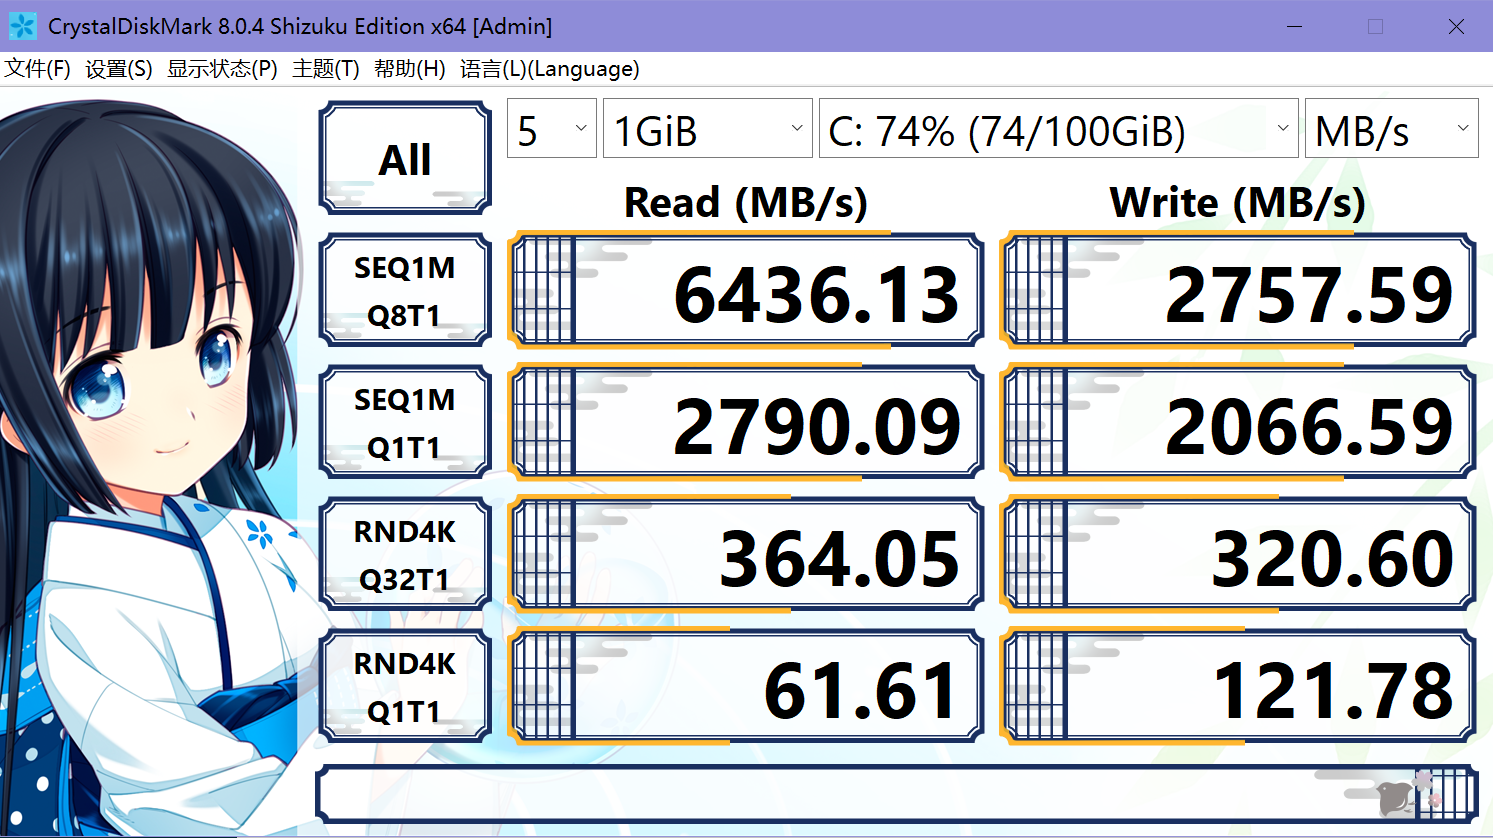 CrystalDiskMark 8.0.4 Shizuku Edition x64 [Admin]
文件(F) 设置(S) 显示状态(P) 主题(T) 帮助(H) 语言(L)(Language)
All 5 1GiB C: 74% (74/100GiB) MB/s
Read (MB/s) Write (MB/s)
SEQ1M
Q8T1
6436.13 2757.59
SEQ1M
Q1T1
2790.09 2066.59
RND4K
Q32T1
364.05 320.60
RND4K
Q1T1
61.61 121.78